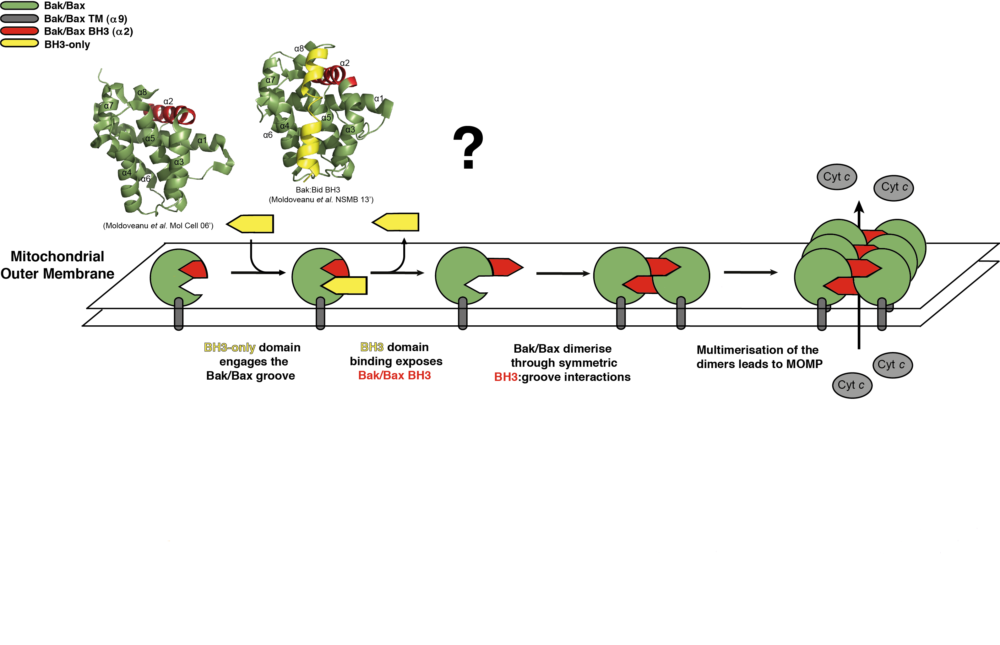 Bak/Bax
Bak/Bax TM (α9)
Bak/Bax BH3 (α2)
BH3-only
α8
α7
α2
α5
α1
α3
α4
α6
(Moldoveanu et al. Mol Cell 06’)
α8
α2
α7
α1
α5
α4
α3
α6
Bak:Bid BH3
(Moldoveanu et al. NSMB 13’)
?
Cyt c
Cyt c
Mitochondrial
Outer Membrane
BH3-only domain
engages the
Bak/Bax groove
BH3 domain
binding exposes
Bak/Bax BH3
Bak/Bax dimerise
through symmetric
BH3:groove interactions
Multimerisation of the
dimers leads to MOMP
Cyt c
Cyt c